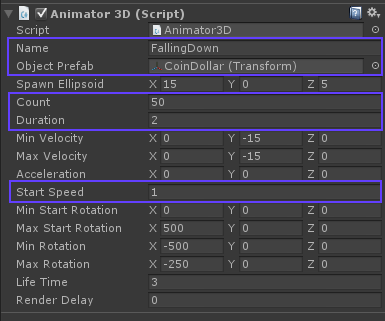 Animator 3D (Script)
Script Animator3D
Name FallingDown
Object Prefab CoinDollar (Transform)
Spawn Ellipsoid X 15 Y 0 Z 5
Count 50
Duration 2
Min Velocity X 0 Y -15 Z 0
Max Velocity X 0 Y -15 Z 0
Acceleration X 0 Y 0 Z 0
Start Speed 1
Min Start Rotation X 0 Y 0 Z 0
Max Start Rotation X 500 Y 0 Z 0
Min Rotation X -500 Y 0 Z 0
Max Rotation X -250 Y 0 Z 0
Life Time 3
Render Delay 0